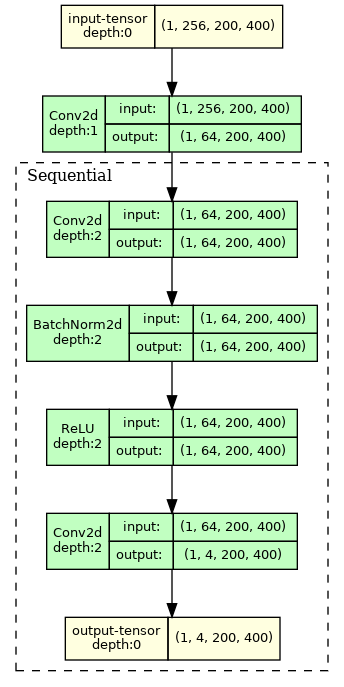 input-tensor
depth:0
(1, 256, 200, 400)
Conv2d
depth:1
input:
(1, 256, 200, 400)
output:
(1, 64, 200, 400)
Sequential
Conv2d
depth:2
input:
(1, 64, 200, 400)
output:
(1, 64, 200, 400)
BatchNorm2d
depth:2
input:
(1, 64, 200, 400)
output:
(1, 64, 200, 400)
ReLU
depth:2
input:
(1, 64, 200, 400)
output:
(1, 64, 200, 400)
Conv2d
depth:2
input:
(1, 64, 200, 400)
output:
(1, 4, 200, 400)
output-tensor
depth:0
(1, 4, 200, 400)